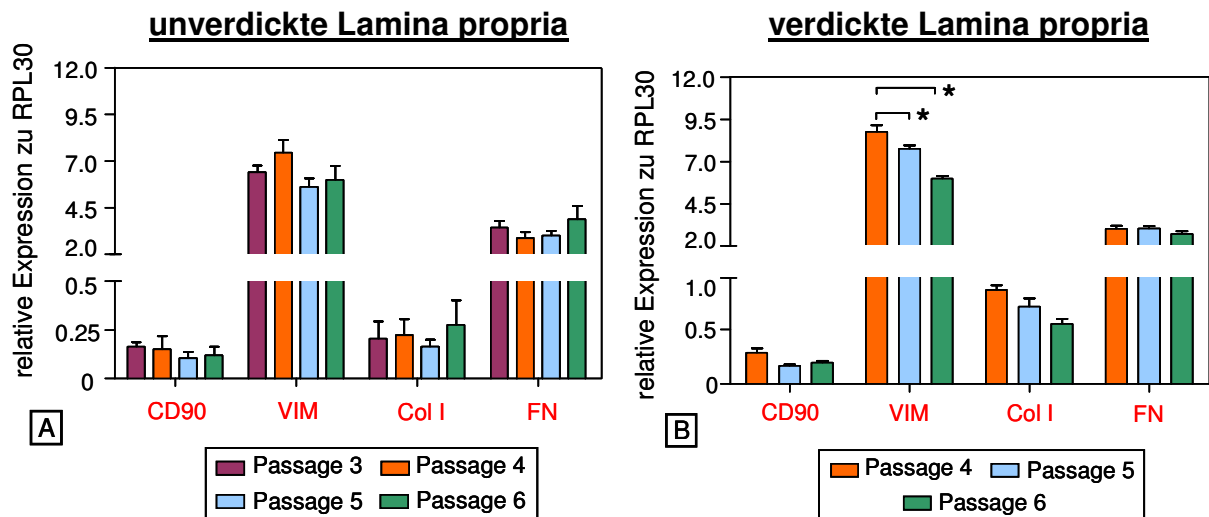 unverdickte Lamina propria
relative Expression zu RPL30
12.0
9.5
7.0
4.5
2.0
0.5
0.25
0
CD90 VIM Col I FN
A
Passage 3 Passage 4
Passage 5 Passage 6
verdickte Lamina propria
relative Expression zu RPL30
12.0
9.5
7.0
4.5
2.0
1.0
0.5
0
*
*
CD90 VIM Col I FN
B
Passage 4 Passage 5
Passage 6